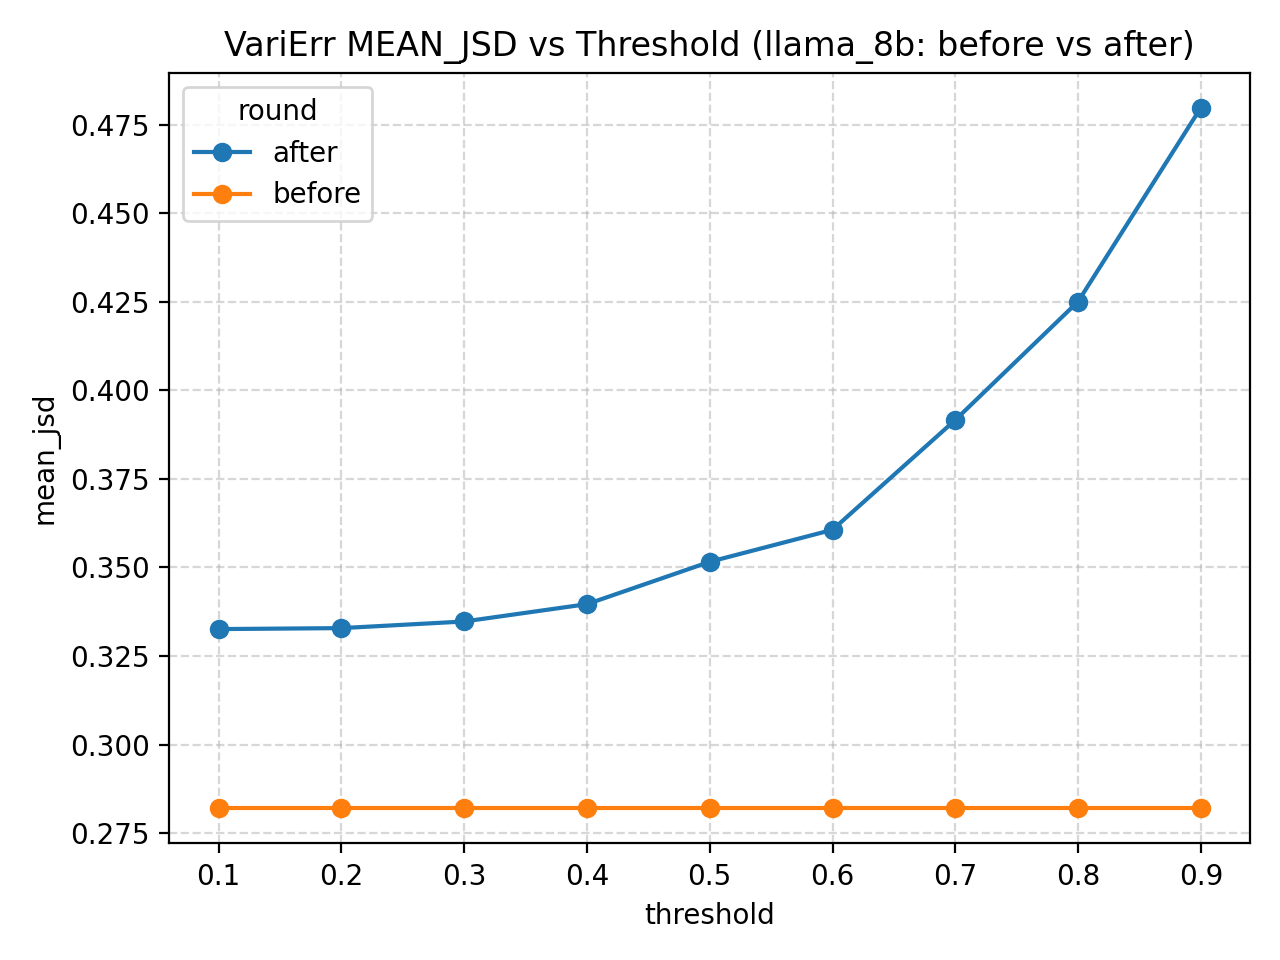 VariErr MEAN_JSD vs Threshold (llama_8b: before vs after)
round
after
before
mean_jsd
0.475
0.450
0.425
0.400
0.375
0.350
0.325
0.300
0.275
0.1 0.2 0.3 0.4 0.5 0.6 0.7 0.8 0.9
threshold